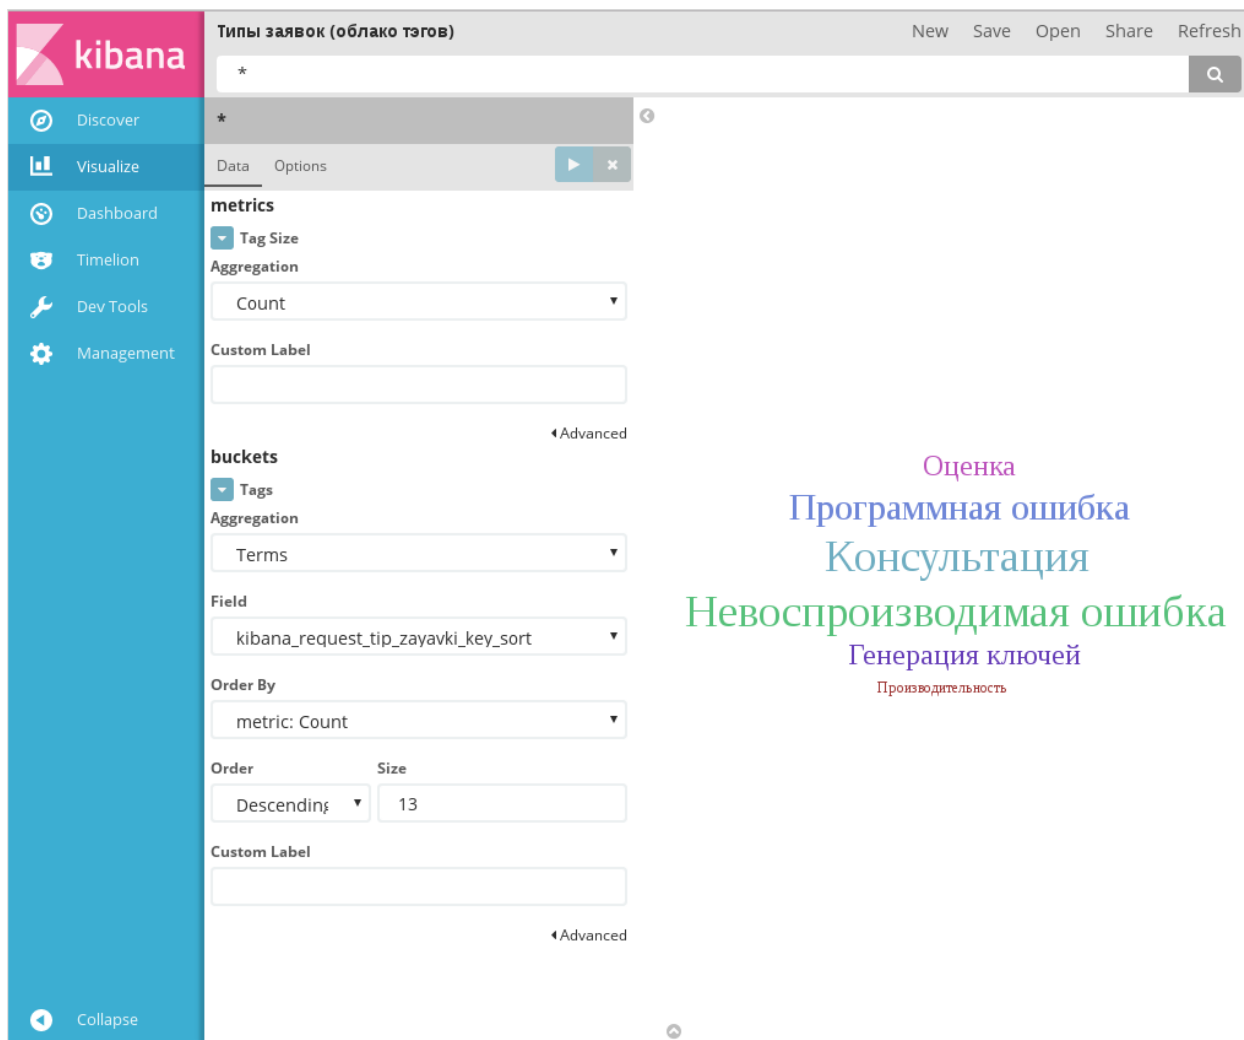 kibana
Типы заявок (облако тэгов)
New Save Open Share Refresh
*
Discover
Visualize
Dashboard
Timelion
Dev Tools
Management
Collapse
*
Data Options
metrics
Tag Size
Aggregation
Count
Custom Label
Advanced
buckets
Tags
Aggregation
Terms
Field
kibana_request_tip_zayavki_key_sort
Order By
metric: Count
Order Size
Descending 13
Custom Label
Advanced
Оценка
Программная ошибка
Консультация
Невоспроизводимая ошибка
Генерация ключей
Производительность